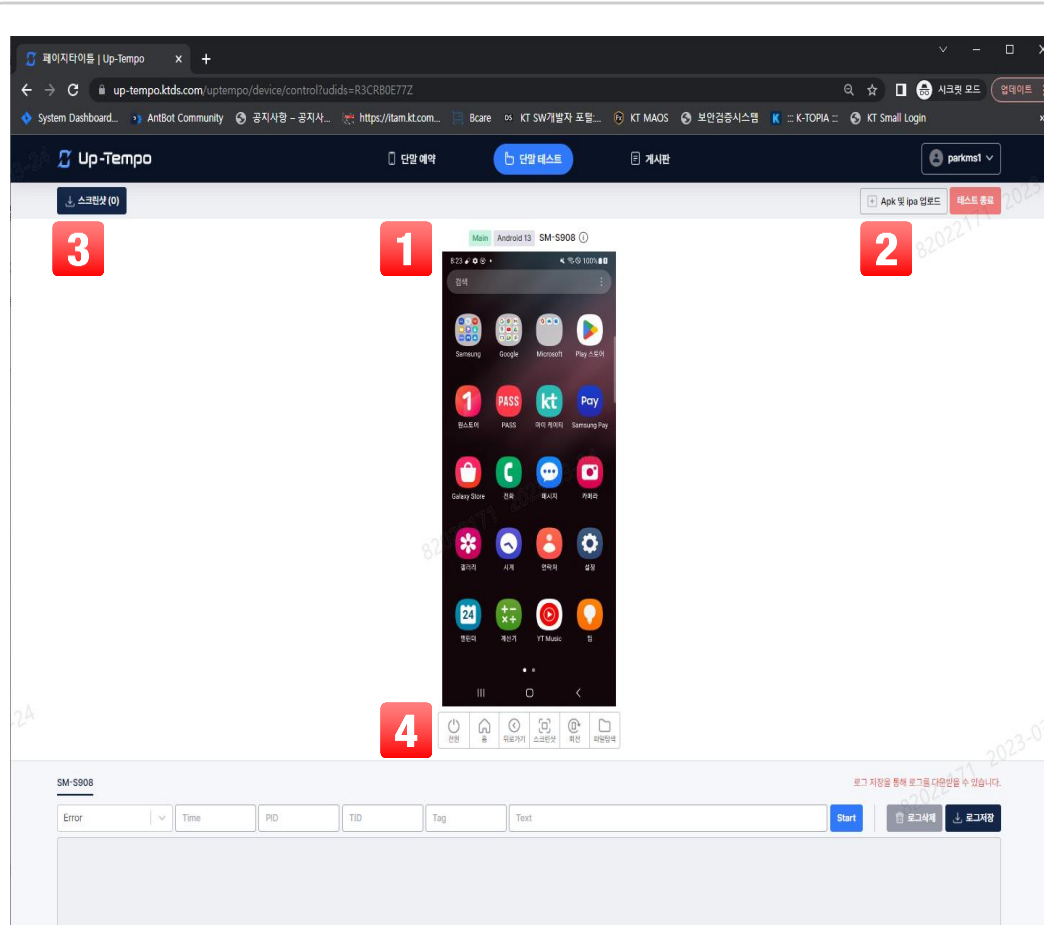 페이지타이틀 | Up-Tempo x +
up-tempo.ktds.com/uptempo/device/control?udids=R3CRB0E77Z 시크릿 모드 업데이트
System Dashboard... AntBot Community 공지사항 – 공지사... https://itam.kt.com... Bcare DS KT SW개발자 포탈:... KT MAOS 보안검증시스템 K ::: K-TOPIA ::: KT Small Login
Up-Tempo 단말 예약 단말 테스트 게시판 parkms1
스크린샷 (0) Apk 및 ipa 업로드 테스트 종료
3 1 2
Main Android 13 SM-S908
8:23 100%
검색
Samsung Google Microsoft Play 스토어
1 PASS kt Pay
원스토어 PASS 마이 케이티 Samsung Pay
Galaxy Store 전화 메시지 카메라
갤러리 시계 연락처 설정
24
캘린더 계산기 YT Music 팁
4
전원 홈 뒤로가기 스크린샷 회전 파일탐색
SM-S908 로그 저장을 통해 로그를 다운받을 수 있습니다.
Error Time PID TID Tag Text Start 로그삭제 로그저장
82022171